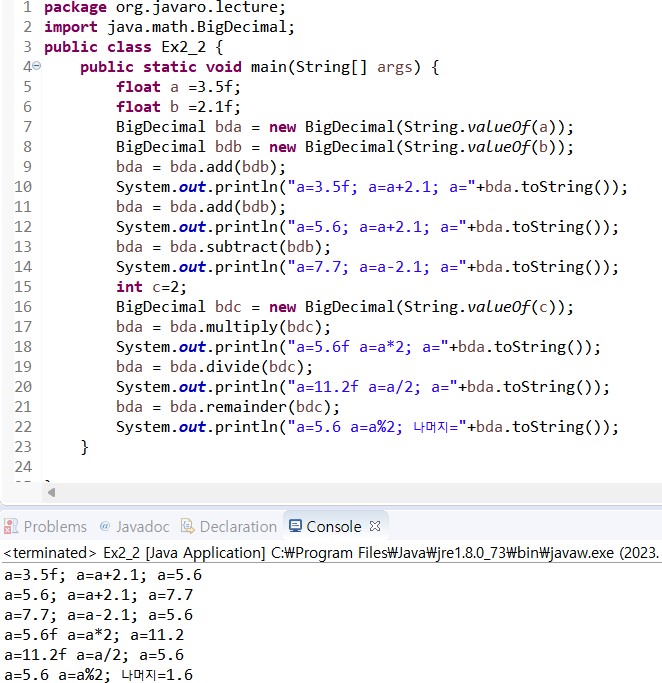 1 package org.javaro.lecture;
2 import java.math.BigDecimal;
3 public class Ex2_2 {
4 public static void main(String[] args) {
5 float a =3.5f;
6 float b =2.1f;
7 BigDecimal bda = new BigDecimal(String.valueOf(a));
8 BigDecimal bdb = new BigDecimal(String.valueOf(b));
9 bda = bda.add(bdb);
10 System.out.println("a=3.5f; a=a+2.1; a="+bda.toString());
11 bda = bda.add(bdb);
12 System.out.println("a=5.6; a=a+2.1; a="+bda.toString());
13 bda = bda.subtract(bdb);
14 System.out.println("a=7.7; a=a-2.1; a="+bda.toString());
15 int c=2;
16 BigDecimal bdc = new BigDecimal(String.valueOf(c));
17 bda = bda.multiply(bdc);
18 System.out.println("a=5.6f a=a*2; a="+bda.toString());
19 bda = bda.divide(bdc);
20 System.out.println("a=11.2f a=a/2; a="+bda.toString());
21 bda = bda.remainder(bdc);
22 System.out.println("a=5.6 a=a%2; 나머지="+bda.toString());
23 }
24
Problems @ Javadoc Declaration Console
<terminated> Ex2_2 [Java Application] C:₩Program Files₩Java₩jre1.8.0_73₩bin₩javaw.exe (2023.
a=3.5f; a=a+2.1; a=5.6
a=5.6; a=a+2.1; a=7.7
a=7.7; a=a-2.1; a=5.6
a=5.6f a=a*2; a=11.2
a=11.2f a=a/2; a=5.6
a=5.6 a=a%2; 나머지=1.6